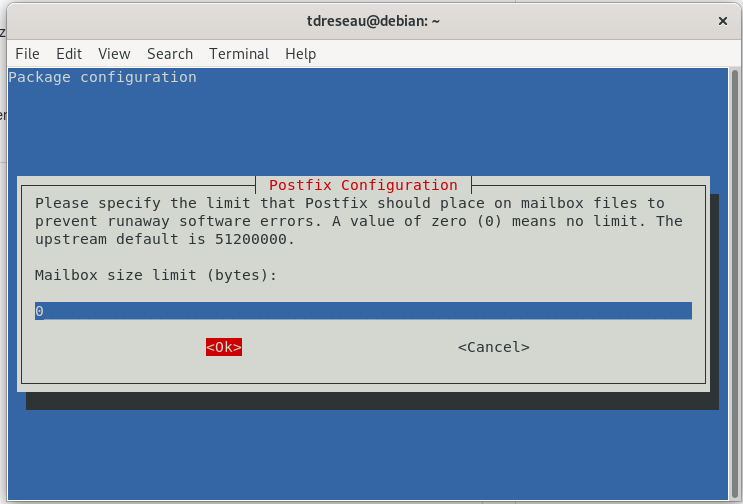 tdreseau@debian: ~
×
File Edit View Search Terminal Help
Package configuration
Postfix Configuration
Please specify the limit that Postfix should place on mailbox files to
prevent runaway software errors. A value of zero (0) means no limit. The
upstream default is 51200000.
Mailbox size limit (bytes):
0
<Ok> <Cancel>